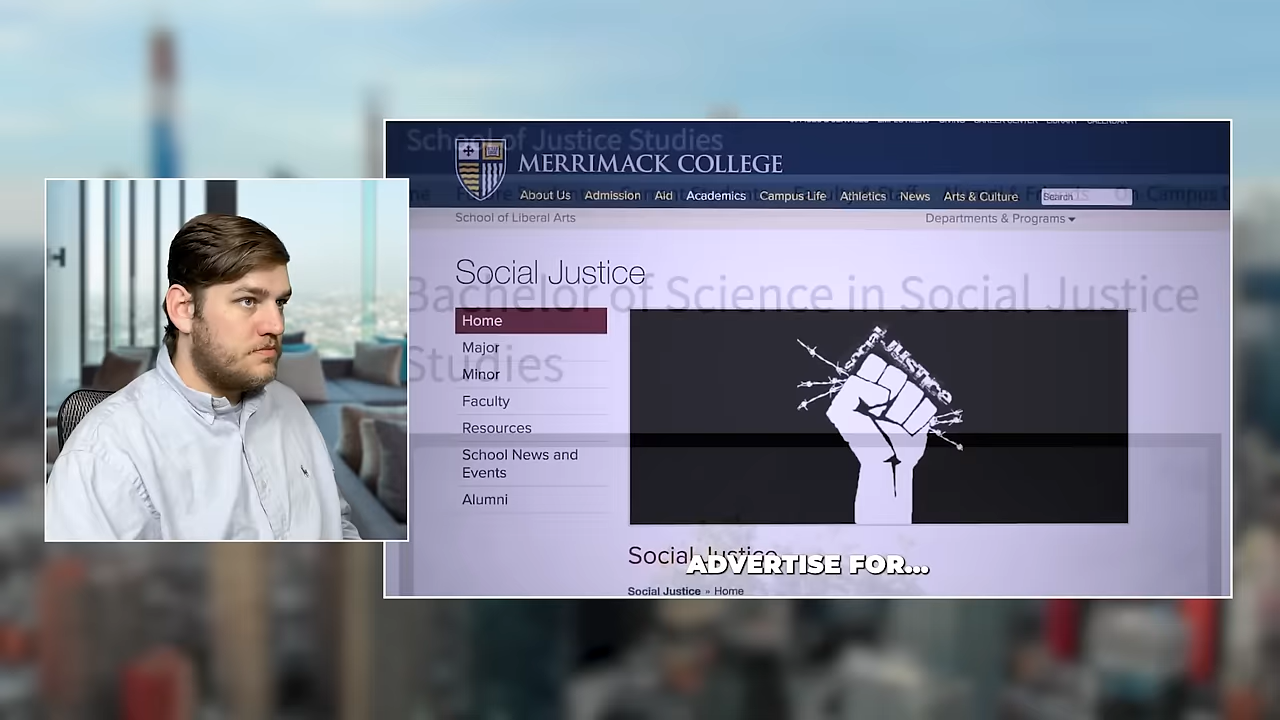 School of Justice Studies
MERRIMACK COLLEGE
About Us Admission Aid Academics Campus Life Athletics News Arts & Culture Search
School of Liberal Arts Departments & Programs
Social Justice
Bachelor of Science in Social Justice
Studies
Home
Major
Minor
Faculty
Resources
School News and
Events
Alumni
JUSTICE
Social Justice
ADVERTISE FOR...
Social Justice » Home